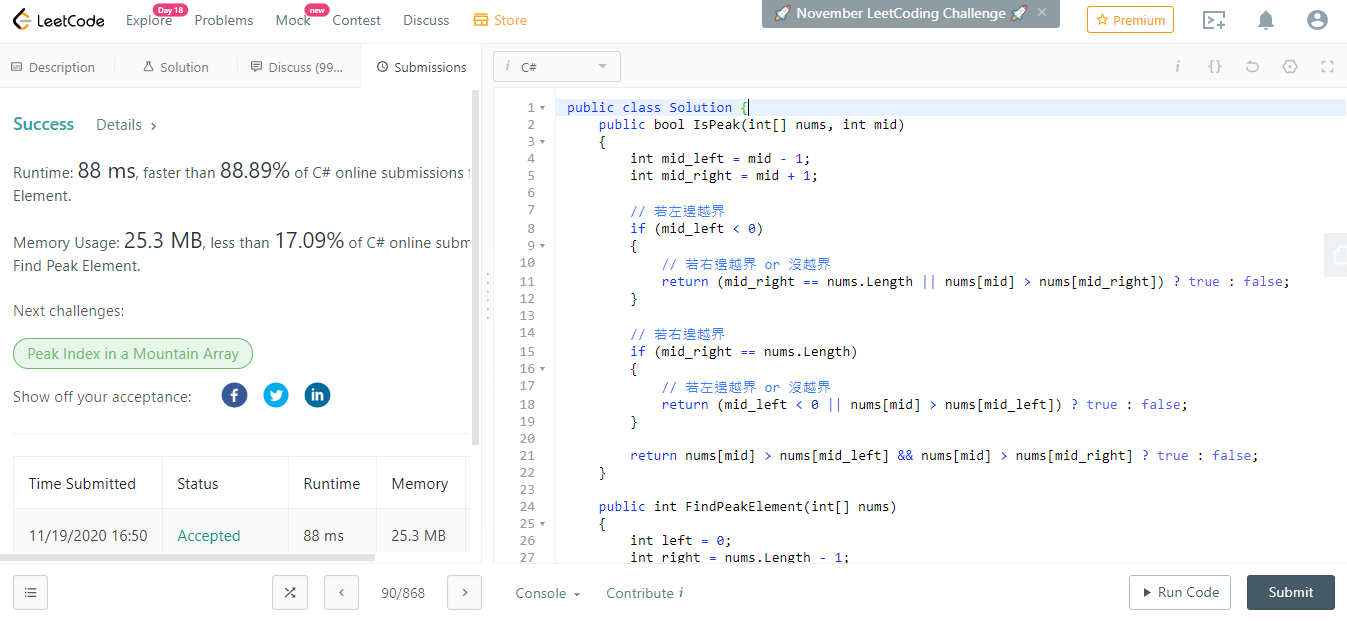 LeetCode Explore Day 18 Problems Mock new Contest Discuss Store 🚀 November LeetCoding Challenge 🚀 × Premium
Description Solution Discuss (99... Submissions
i C#
Success Details >
Runtime: 88 ms, faster than 88.89% of C# online submissions
Element.
Memory Usage: 25.3 MB, less than 17.09% of C# online subm
Find Peak Element.
Next challenges:
Peak Index in a Mountain Array
Show off your acceptance:
Time Submitted Status Runtime Memory
11/19/2020 16:50 Accepted 88 ms 25.3 MB
1 public class Solution {
2 public bool IsPeak(int[] nums, int mid)
3 {
4 int mid_left = mid - 1;
5 int mid_right = mid + 1;
6
7 // 若左邊越界
8 if (mid_left < 0)
9 {
10 // 若右邊越界 or 沒越界
11 return (mid_right == nums.Length || nums[mid] > nums[mid_right]) ? true : false;
12 }
13
14 // 若右邊越界
15 if (mid_right == nums.Length)
16 {
17 // 若左邊越界 or 沒越界
18 return (mid_left < 0 || nums[mid] > nums[mid_left]) ? true : false;
19 }
20
21 return nums[mid] > nums[mid_left] && nums[mid] > nums[mid_right] ? true : false;
22 }
23
24 public int FindPeakElement(int[] nums)
25 {
26 int left = 0;
27 int right = nums.Length - 1;
90/868 Console Contribute i Run Code Submit